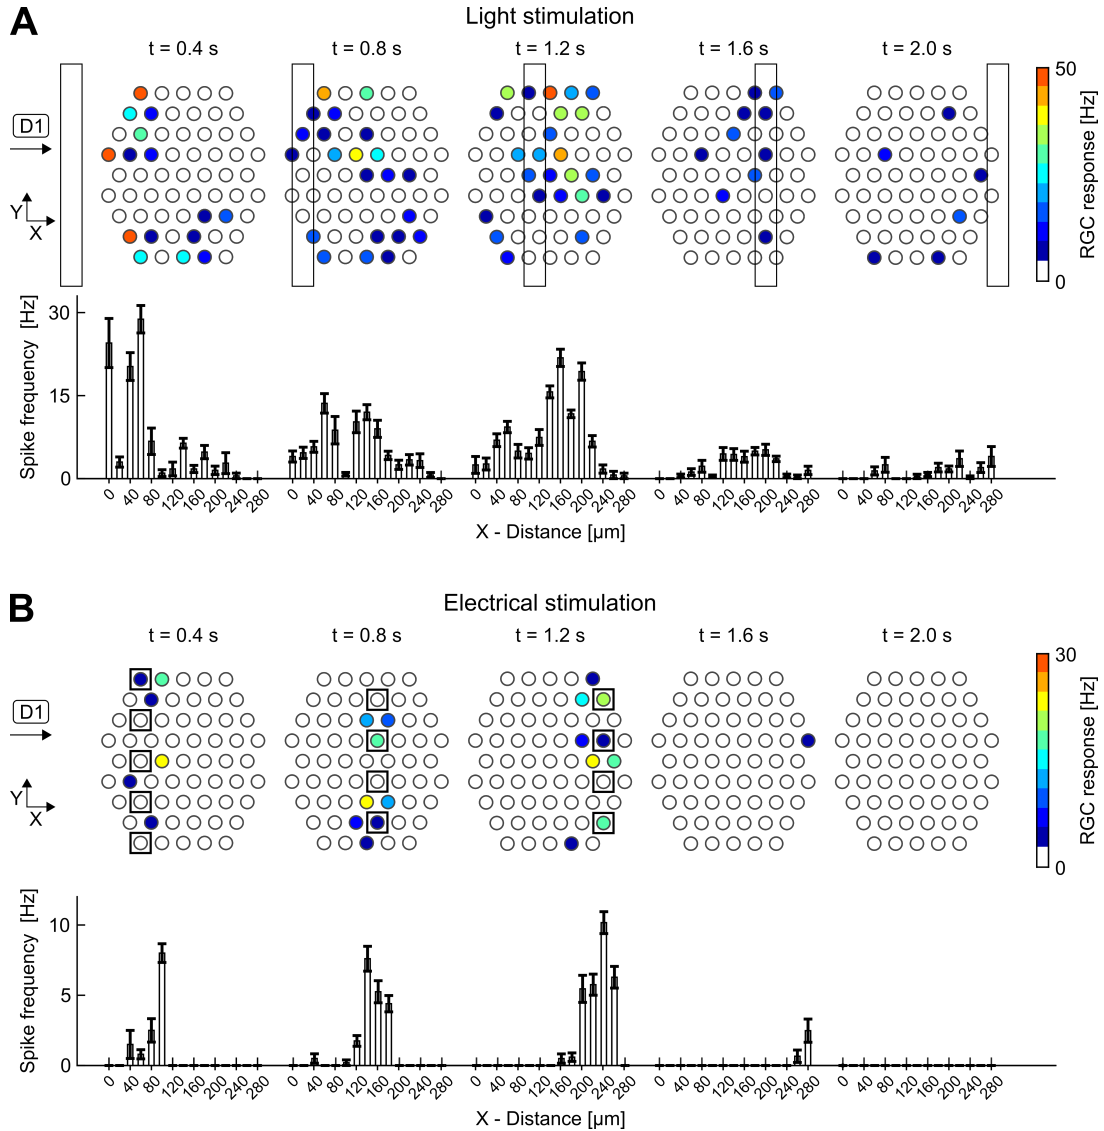 A
Light stimulation
t = 0.4 s t = 0.8 s t = 1.2 s t = 1.6 s t = 2.0 s
D1
Y
X
50
RGC response [Hz]
0
Spike frequency [Hz]
30
15
0
0 40 80 120 160 200 240 280 0 40 80 120 160 200 240 280 0 40 80 120 160 200 240 280 0 40 80 120 160 200 240 280 0 40 80 120 160 200 240 280
X - Distance [µm]
B
Electrical stimulation
t = 0.4 s t = 0.8 s t = 1.2 s t = 1.6 s t = 2.0 s
D1
Y
X
30
RGC response [Hz]
0
Spike frequency [Hz]
10
5
0
0 40 80 120 160 200 240 280 0 40 80 120 160 200 240 280 0 40 80 120 160 200 240 280 0 40 80 120 160 200 240 280 0 40 80 120 160 200 240 280
X - Distance [µm]